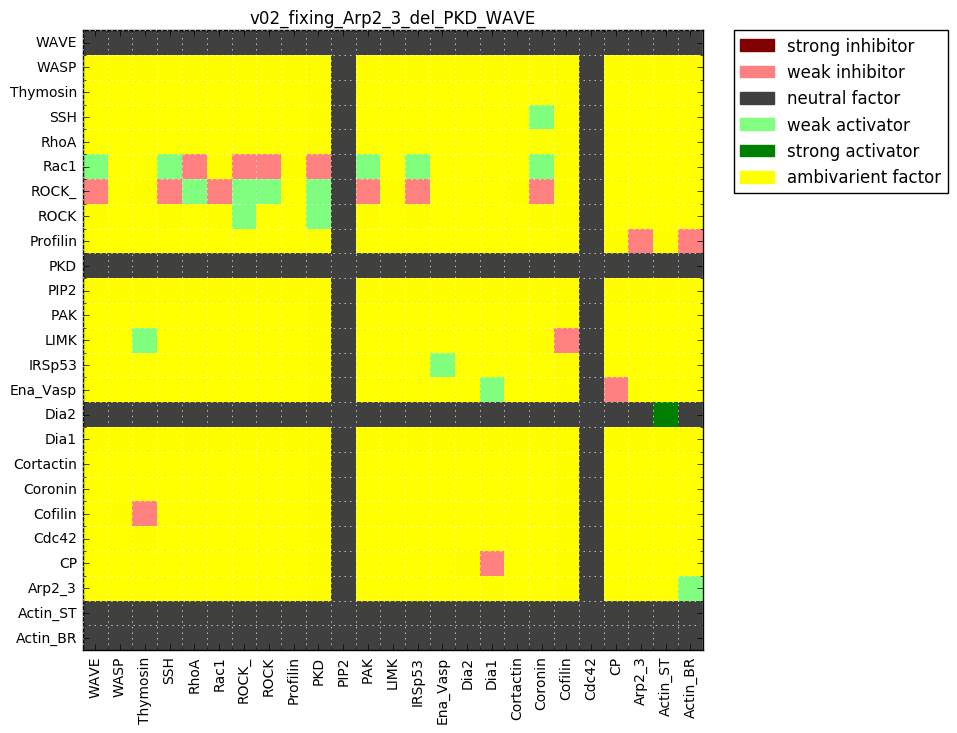 v02_fixing_Arp2_3_del_PKD_WAVE
WAVE
WASP
Thymosin
SSH
RhoA
Rac1
ROCK_
ROCK
Profilin
PKD
PIP2
PAK
LIMK
IRSp53
Ena_Vasp
Dia2
Dia1
Cortactin
Coronin
Cofilin
Cdc42
CP
Arp2_3
Actin_ST
Actin_BR
WAVE
WASP
Thymosin
SSH
RhoA
Rac1
ROCK_
ROCK
Profilin
PKD
PIP2
PAK
LIMK
IRSp53
Ena_Vasp
Dia2
Dia1
Cortactin
Coronin
Cofilin
Cdc42
CP
Arp2_3
Actin_ST
Actin_BR
strong inhibitor
weak inhibitor
neutral factor
weak activator
strong activator
ambivarient factor